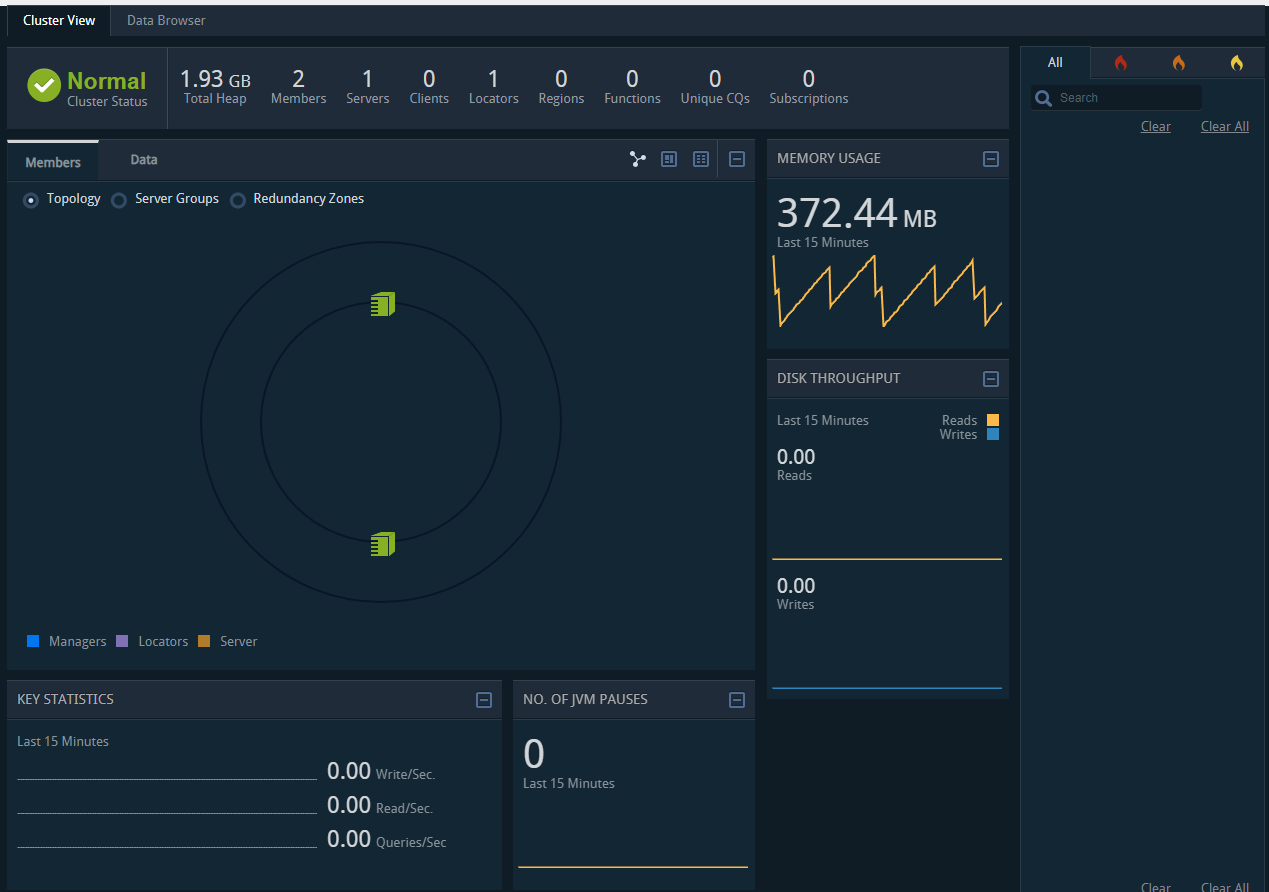 Cluster View Data Browser
Normal
Cluster Status
1.93 GB
Total Heap
2
Members
1
Servers
0
Clients
1
Locators
0
Regions
0
Functions
0
Unique CQs
0
Subscriptions
All
Search
Clear Clear All
Members Data
Topology Server Groups Redundancy Zones
Managers Locators Server
MEMORY USAGE
372.44 MB
Last 15 Minutes
DISK THROUGHPUT
Last 15 Minutes Reads
Writes
0.00
Reads
0.00
Writes
KEY STATISTICS
Last 15 Minutes
0.00 Write/Sec.
0.00 Read/Sec.
0.00 Queries/Sec
NO. OF JVM PAUSES
0
Last 15 Minutes
Clear Clear All